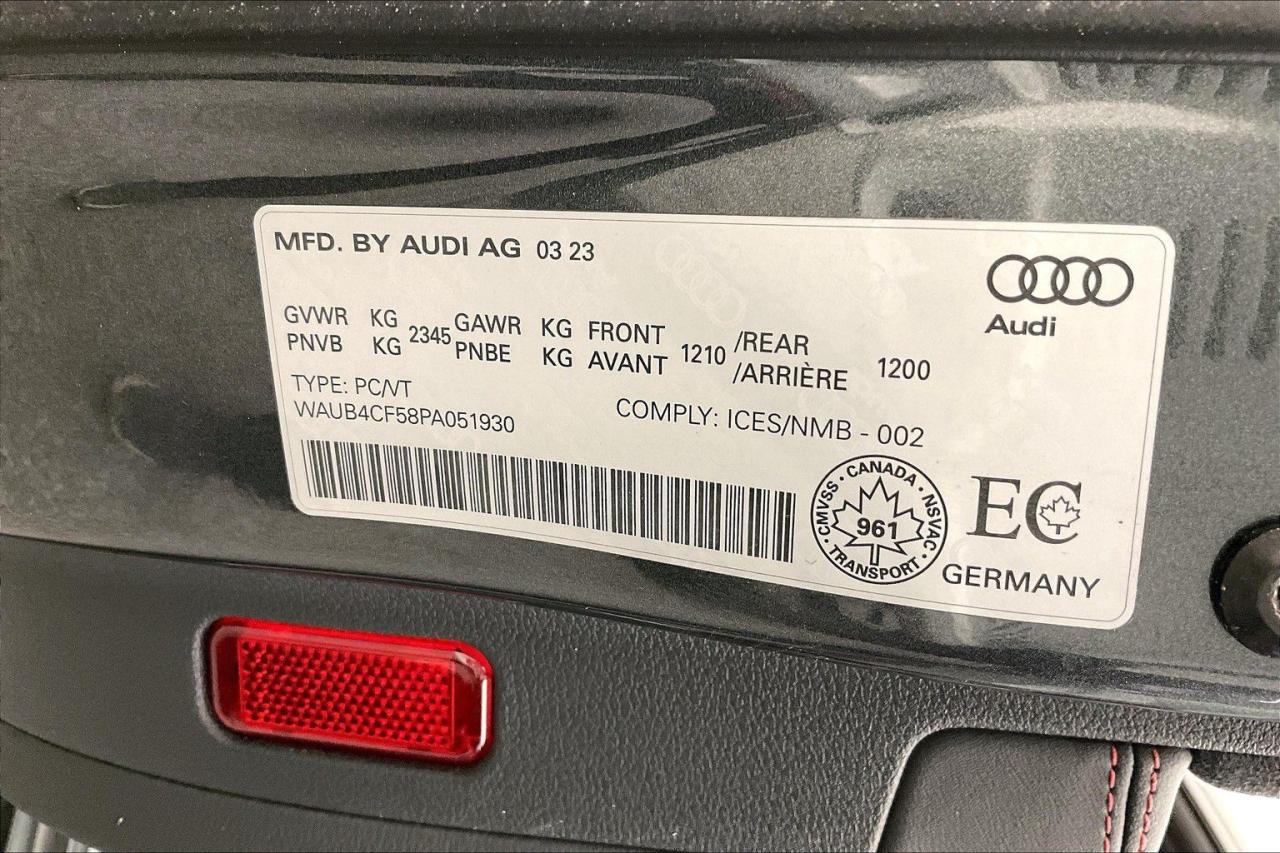 MFD. BY AUDI AG 03 23
Audi
GVWR KG 2345 GAWR KG FRONT 1210 /REAR 1200
PNVB KG PNBE KG AVANT /ARRIÈRE
TYPE: PC/VT
WAUB4CF58PA051930
COMPLY: ICES/NMB - 002
CMVSS · CANADA · NSVAC · TRANSPORT ·
961
EC
GERMANY